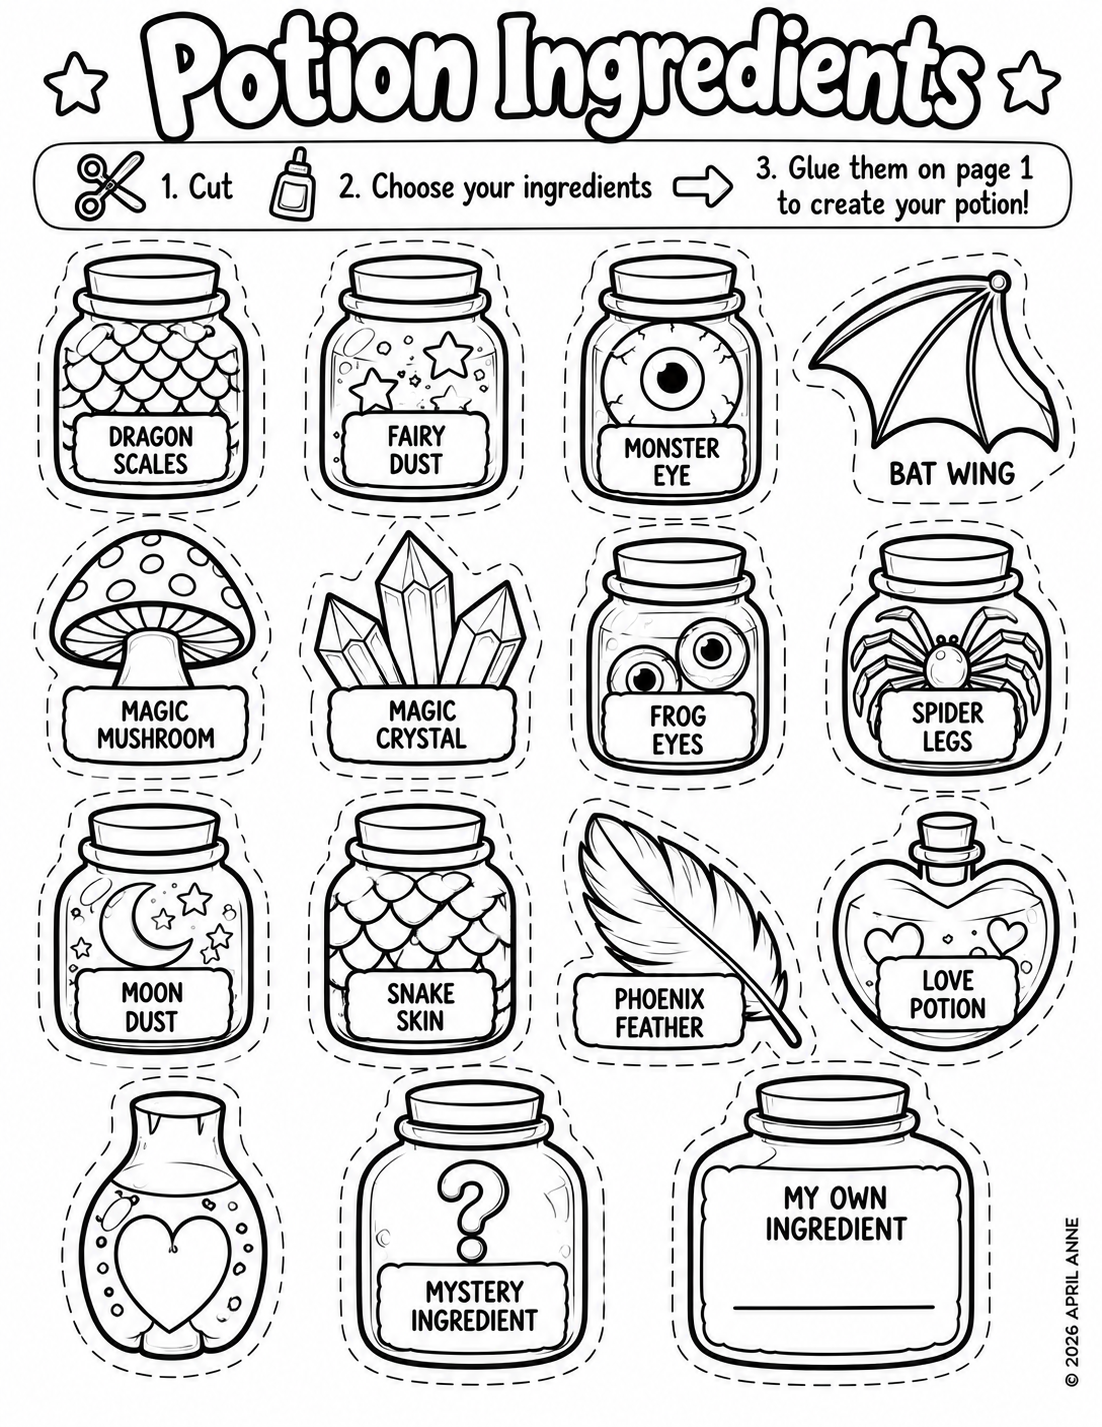 Potion Ingredients
1. Cut
2. Choose your ingredients
3. Glue them on page 1
to create your potion!
DRAGON
SCALES
FAIRY
DUST
MONSTER
EYE
BAT WING
MAGIC
MUSHROOM
MAGIC
CRYSTAL
FROG
EYES
SPIDER
LEGS
MOON
DUST
SNAKE
SKIN
PHOENIX
FEATHER
LOVE
POTION
?
MYSTERY
INGREDIENT
MY OWN
INGREDIENT
© 2026 APRIL ANNE